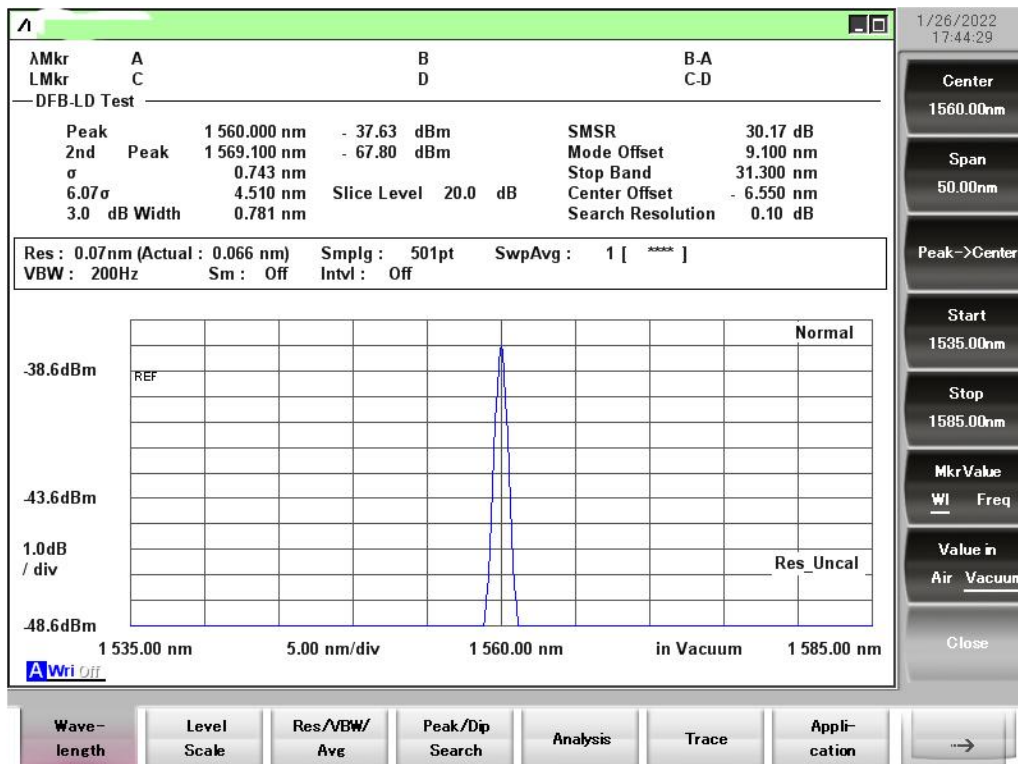 1/26/2022
17:44:29
λMkr A B B-A
LMkr C D C-D
DFB-LD Test
Peak 1 560.000 nm - 37.63 dBm SMSR 30.17 dB
2nd Peak 1 569.100 nm - 67.80 dBm Mode Offset 9.100 nm
σ 0.743 nm Stop Band 31.300 nm
6.07σ 4.510 nm Slice Level 20.0 dB Center Offset - 6.550 nm
3.0 dB Width 0.781 nm Search Resolution 0.10 dB
Res : 0.07nm (Actual : 0.066 nm) Smplg : 501pt SwpAvg : 1 [ **** ]
VBW : 200Hz Sm : Off Intvl : Off
Normal
-38.6dBm
REF
-43.6dBm
1.0dB
/ div
Res_Uncal
-48.6dBm
1 535.00 nm 5.00 nm/div 1 560.00 nm in Vacuum 1 585.00 nm
A Wri Off
Center
1560.00nm
Span
50.00nm
Peak->Center
Start
1535.00nm
Stop
1585.00nm
Mkr Value
Wl Freq
Value in
Air Vacuum
Close
Wave-
length
Level
Scale
Res/VBW/
Avg
Peak/Dip
Search
Analysis
Trace
Appli-
cation